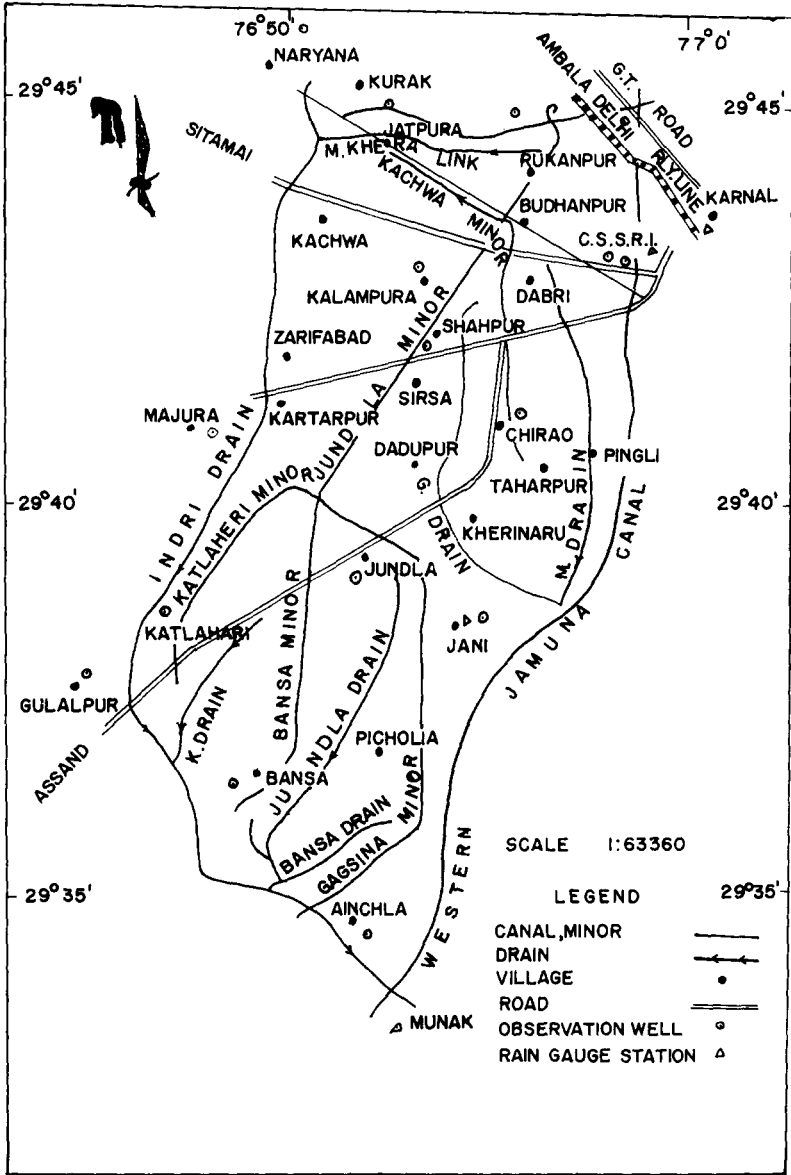 76°50'
77°0'
NARYANA
AMBALA DELHI RLY.LINE
G.T. ROAD
29°45'
KURAK
29°45'
SITAMAI
JATPURA
M.KHERA LINK
RUKANPUR
KACHWA MINOR
KARNAL
BUDHANPUR
KACHWA
C.S.S.R.I.
KALAMPURA
DABRI
SHAHPUR
ZARIFABAD
JUNDLA MINOR
SIRSA
MAJURA
KARTARPUR
INDRI DRAIN
CHIRAO
DADUPUR
PINGLI
TAHARPUR
KATLAHERI MINOR
G. DRAIN
M. DRAIN
29°40'
29°40'
KHERINARU
JUNDLA
BANSA MINOR
KATLAHARI
JANI
WESTERN JAMUNA CANAL
GULALPUR
K.DRAIN
JUNDLA DRAIN
PICHOLIA
ASSAND
BANSA
BANSA DRAIN
GAGSINA MINOR
SCALE 1:63360
29°35'
29°35'
LEGEND
AINCHLA
CANAL,MINOR
DRAIN
VILLAGE
ROAD
MUNAK
OBSERVATION WELL
RAIN GAUGE STATION